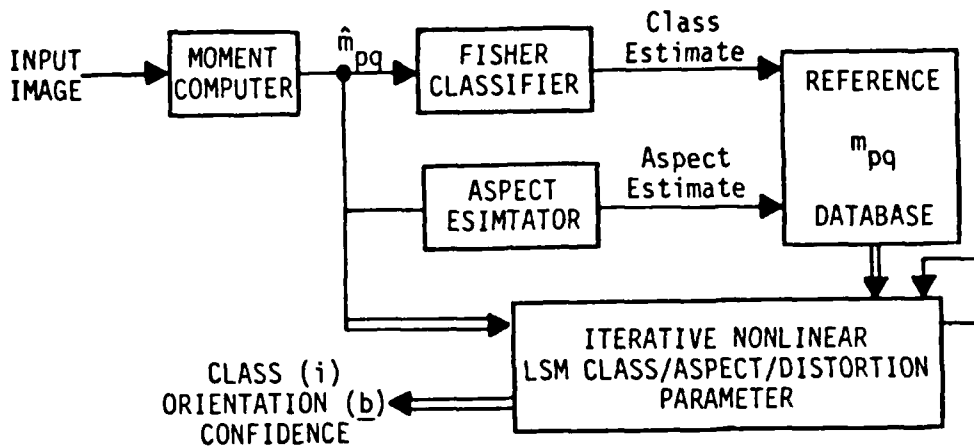 INPUT
IMAGE
MOMENT
COMPUTER
m̂pq
FISHER
CLASSIFIER
Class
Estimate
REFERENCE
mpq
DATABASE
ASPECT
ESIMTATOR
Aspect
Estimate
ITERATIVE NONLINEAR
LSM CLASS/ASPECT/DISTORTION
PARAMETER
CLASS (i)
ORIENTATION (b)
CONFIDENCE